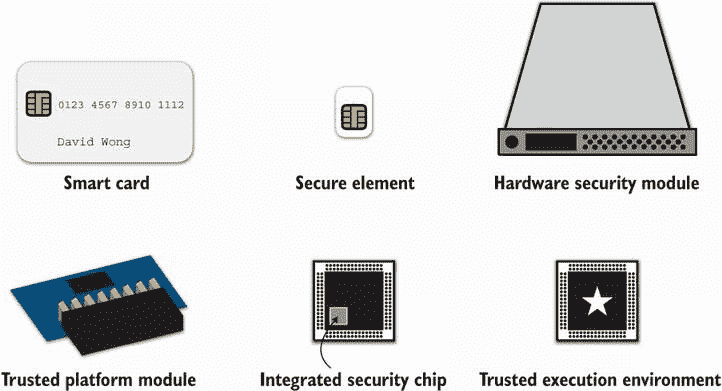 0123 4567 8910 1112
David Wong
Smart card
Secure element
Hardware security module
Trusted platform module
Integrated security chip
Trusted execution environment